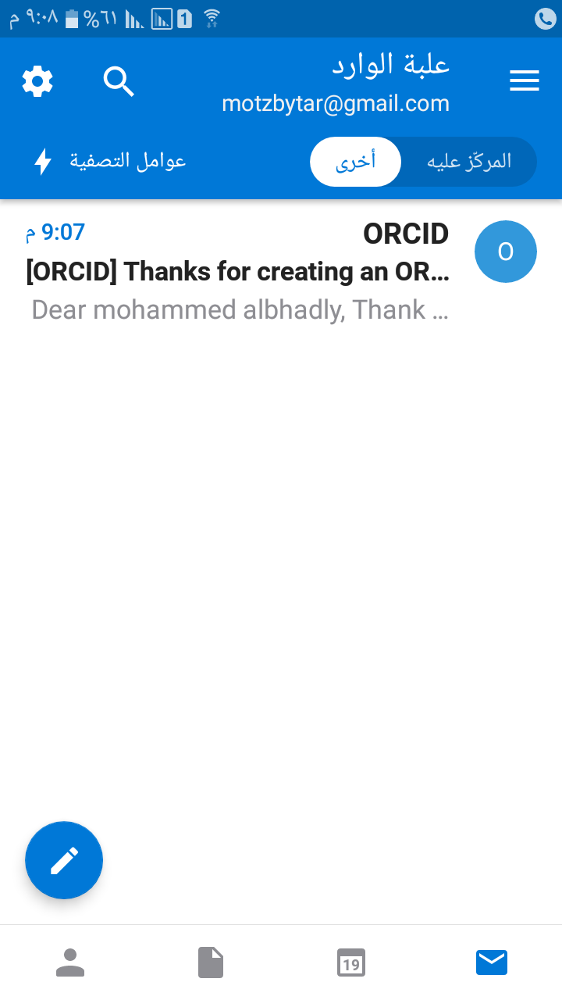 ٩:٠٨ م ٦١% 1
علبة الوارد
motzbytar@gmail.com
المركّز عليه أخرى عوامل التصفية
ORCID 9:07 م
[ORCID] Thanks for creating an OR...
Dear mohammed albhadly, Thank ...
O
19